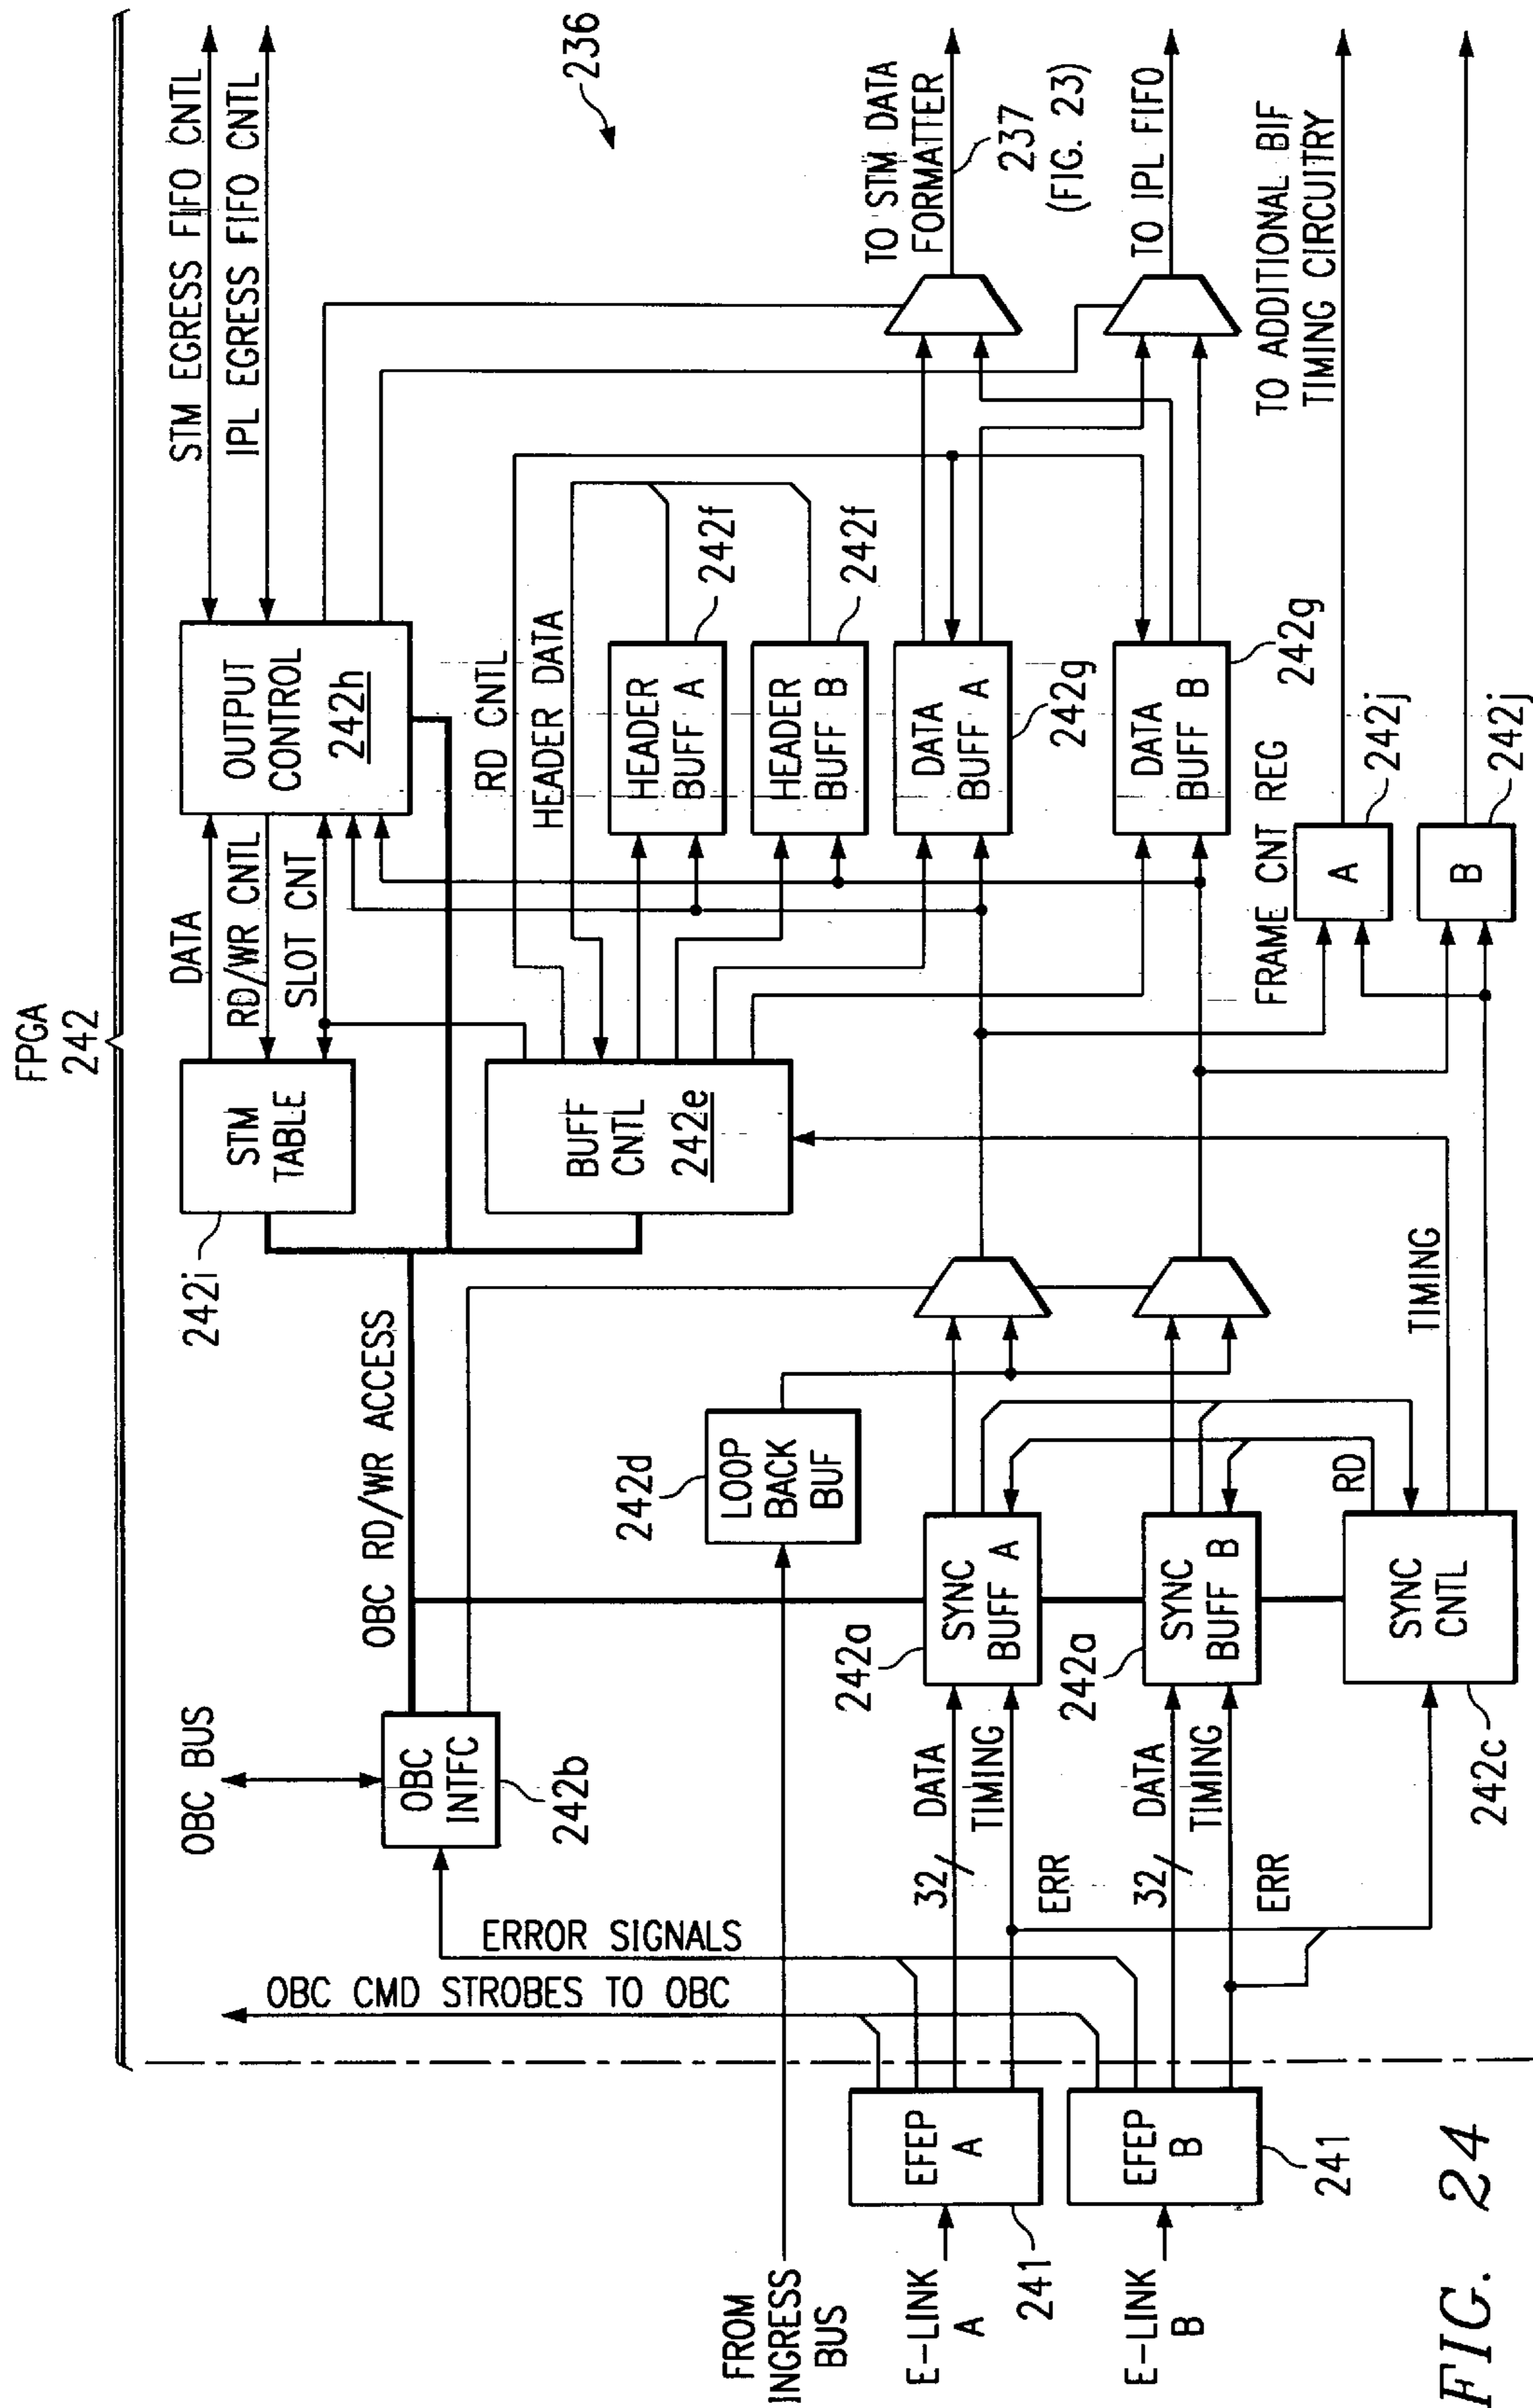 FPGA
242
STM EGRESS FIFO CNTL
IPL EGRESS FIFO CNTL
236
OBC BUS
OBC RD/WR ACCESS
242i
STM
TABLE
DATA
RD/WR CNTL
SLOT CNT
OUTPUT
CONTROL
242h
OBC CMD STROBES TO OBC
ERROR SIGNALS
OBC
INTFC
242b
BUFF
CNTL
242e
RD CNTL
HEADER DATA
HEADER
BUFF A
242f
HEADER
BUFF B
242f
FROM
INGRESS
BUS
242d
LOOP
BACK
BUF
DATA
BUFF A
242g
TO STM DATA
FORMATTER
237
(FIG. 23)
E-LINK
A
EFEP
A
241
32
DATA
TIMING
ERR
242a
SYNC
BUFF A
E-LINK
B
EFEP
B
241
32
DATA
TIMING
ERR
242a
SYNC
BUFF B
DATA
BUFF B
242g
TO IPL FIFO
SYNC
CNTL
242c
RD
TIMING
FRAME CNT REG
A
242j
B
242j
TO ADDITIONAL BIF
TIMING CIRCUITRY
FIG. 24